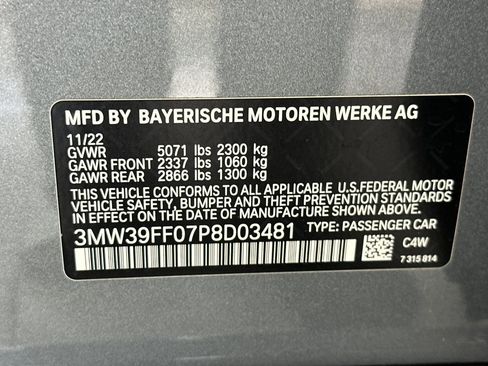 MFD BY BAYERISCHE MOTOREN WERKE AG
11/22
GVWR 5071 lbs 2300 kg
GAWR FRONT 2337 lbs 1060 kg
GAWR REAR 2866 lbs 1300 kg
THIS VEHICLE CONFORMS TO ALL APPLICABLE U.S.FEDERAL MOTOR
VEHICLE SAFETY, BUMPER AND THEFT PREVENTION STANDARDS
IN EFFECT ON THE DATE OF MANUFACTURE SHOWN ABOVE.
3MW39FF07P8D03481 TYPE: PASSENGER CAR
C4W
7 315 814